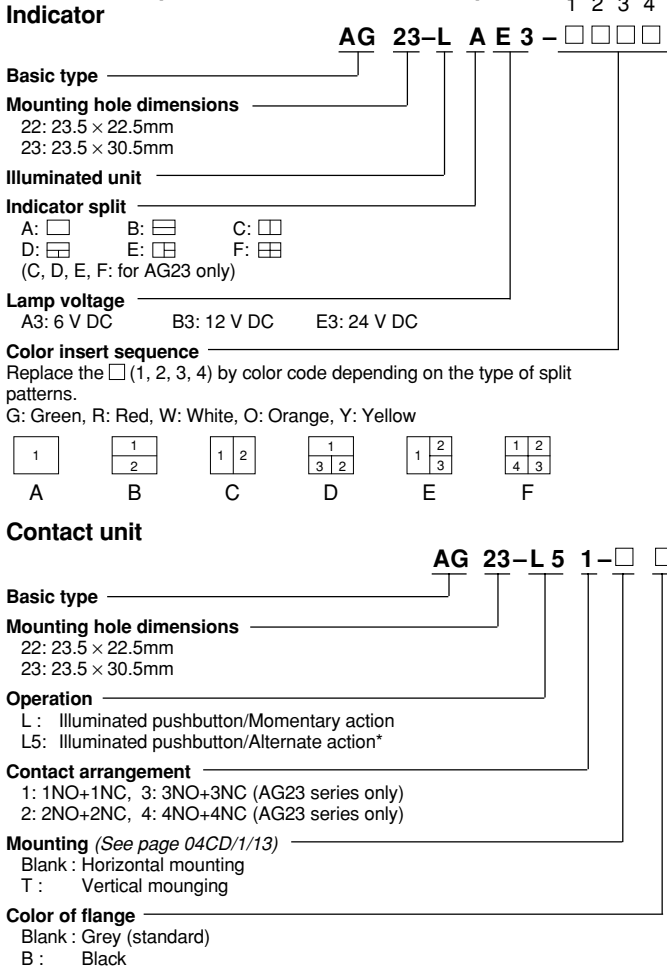 1 2 3 4
Indicator
AG 23–L A E 3 – □ □ □ □
Basic type
Mounting hole dimensions
22: 23.5 × 22.5mm
23: 23.5 × 30.5mm
Illuminated unit
Indicator split
A: B: C:
D: E: F:
(C, D, E, F: for AG23 only)
Lamp voltage
A3: 6 V DC B3: 12 V DC E3: 24 V DC
Color insert sequence
Replace the □ (1, 2, 3, 4) by color code depending on the type of split
patterns.
G: Green, R: Red, W: White, O: Orange, Y: Yellow
1 1 1 2 1 2 1 2
2 3 2 1 3 4 3
A B C D E F
Contact unit
AG 23–L 5 1–□ □
Basic type
Mounting hole dimensions
22: 23.5 × 22.5mm
23: 23.5 × 30.5mm
Operation
L : Illuminated pushbutton/Momentary action
L5: Illuminated pushbutton/Alternate action*
Contact arrangement
1: 1NO+1NC, 3: 3NO+3NC (AG23 series only)
2: 2NO+2NC, 4: 4NO+4NC (AG23 series only)
Mounting (See page 04CD/1/13)
Blank : Horizontal mounting
T : Vertical mounging
Color of flange
Blank : Grey (standard)
B : Black